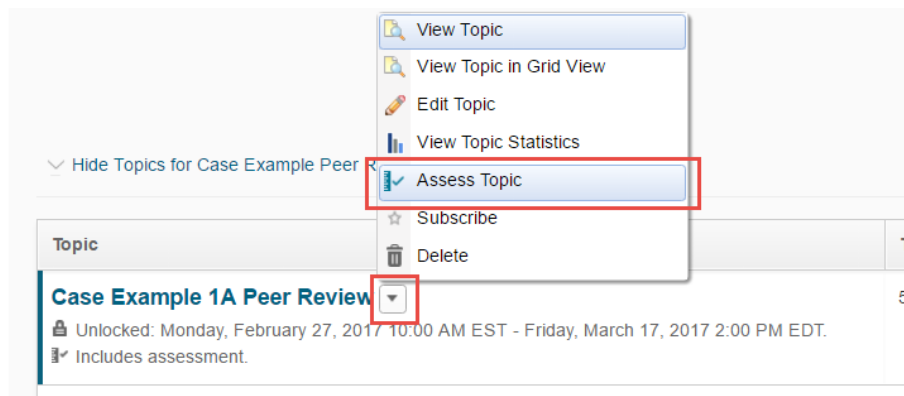 View Topic
View Topic in Grid View
Edit Topic
View Topic Statistics
Hide Topics for Case Example Peer
Assess Topic
Subscribe
Topic
Delete
Case Example 1A Peer Review
Unlocked: Monday, February 27, 2017 10:00 AM EST - Friday, March 17, 2017 2:00 PM EDT.
Includes assessment.